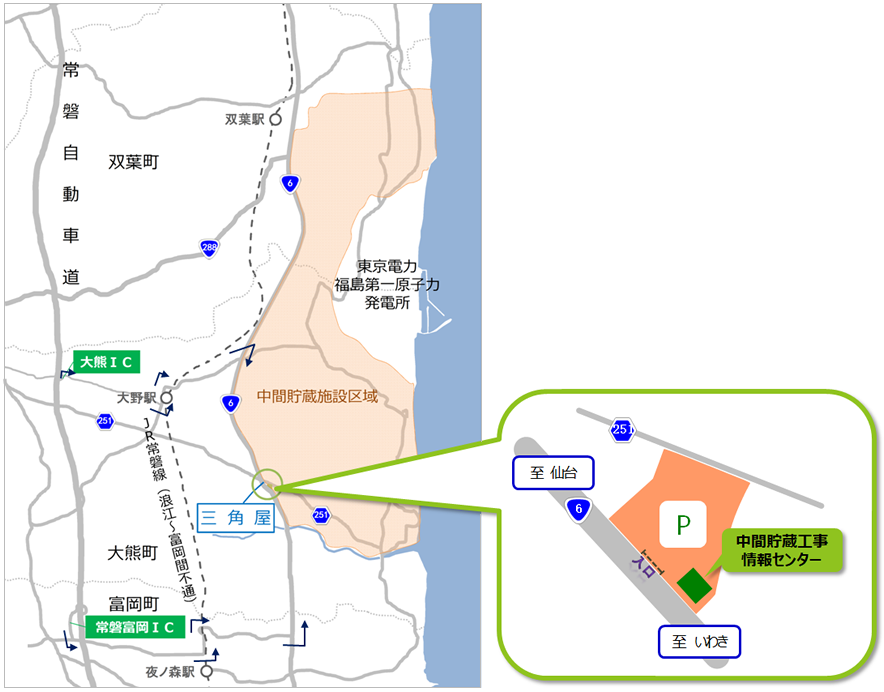 常磐自動車道
双葉駅
双葉町
6
288
東京電力
福島第一原子力
発電所
大熊IC
大野駅
251
6
中間貯蔵施設区域
JR常磐線(浪江~富岡間不通)
三角屋
251
大熊町
富岡町
常磐富岡IC
夜ノ森駅
251
至 仙台
6
P
中間貯蔵工事
情報センター
入口
至 いわき